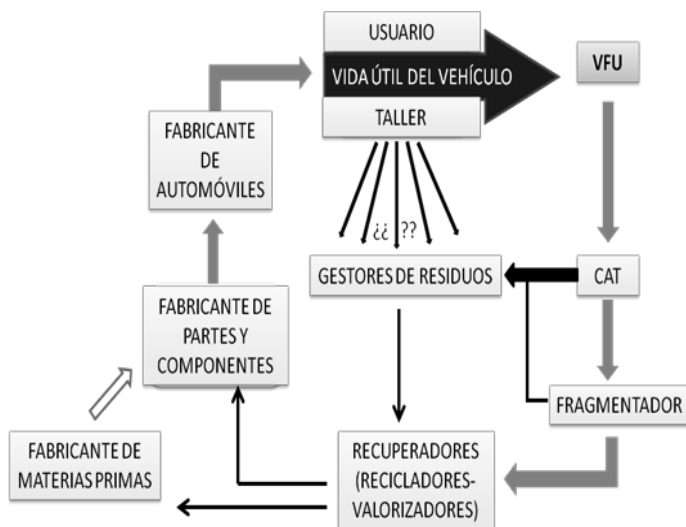 USUARIO
VIDA ÚTIL DEL VEHÍCULO
TALLER
VFU
FABRICANTE
DE
AUTOMÓVILES
¿¿ ??
GESTORES DE RESIDUOS
CAT
FABRICANTE DE
PARTES Y
COMPONENTES
FRAGMENTADOR
FABRICANTE DE
MATERIAS PRIMAS
RECUPERADORES
(RECICLADORES-
VALORIZADORES)